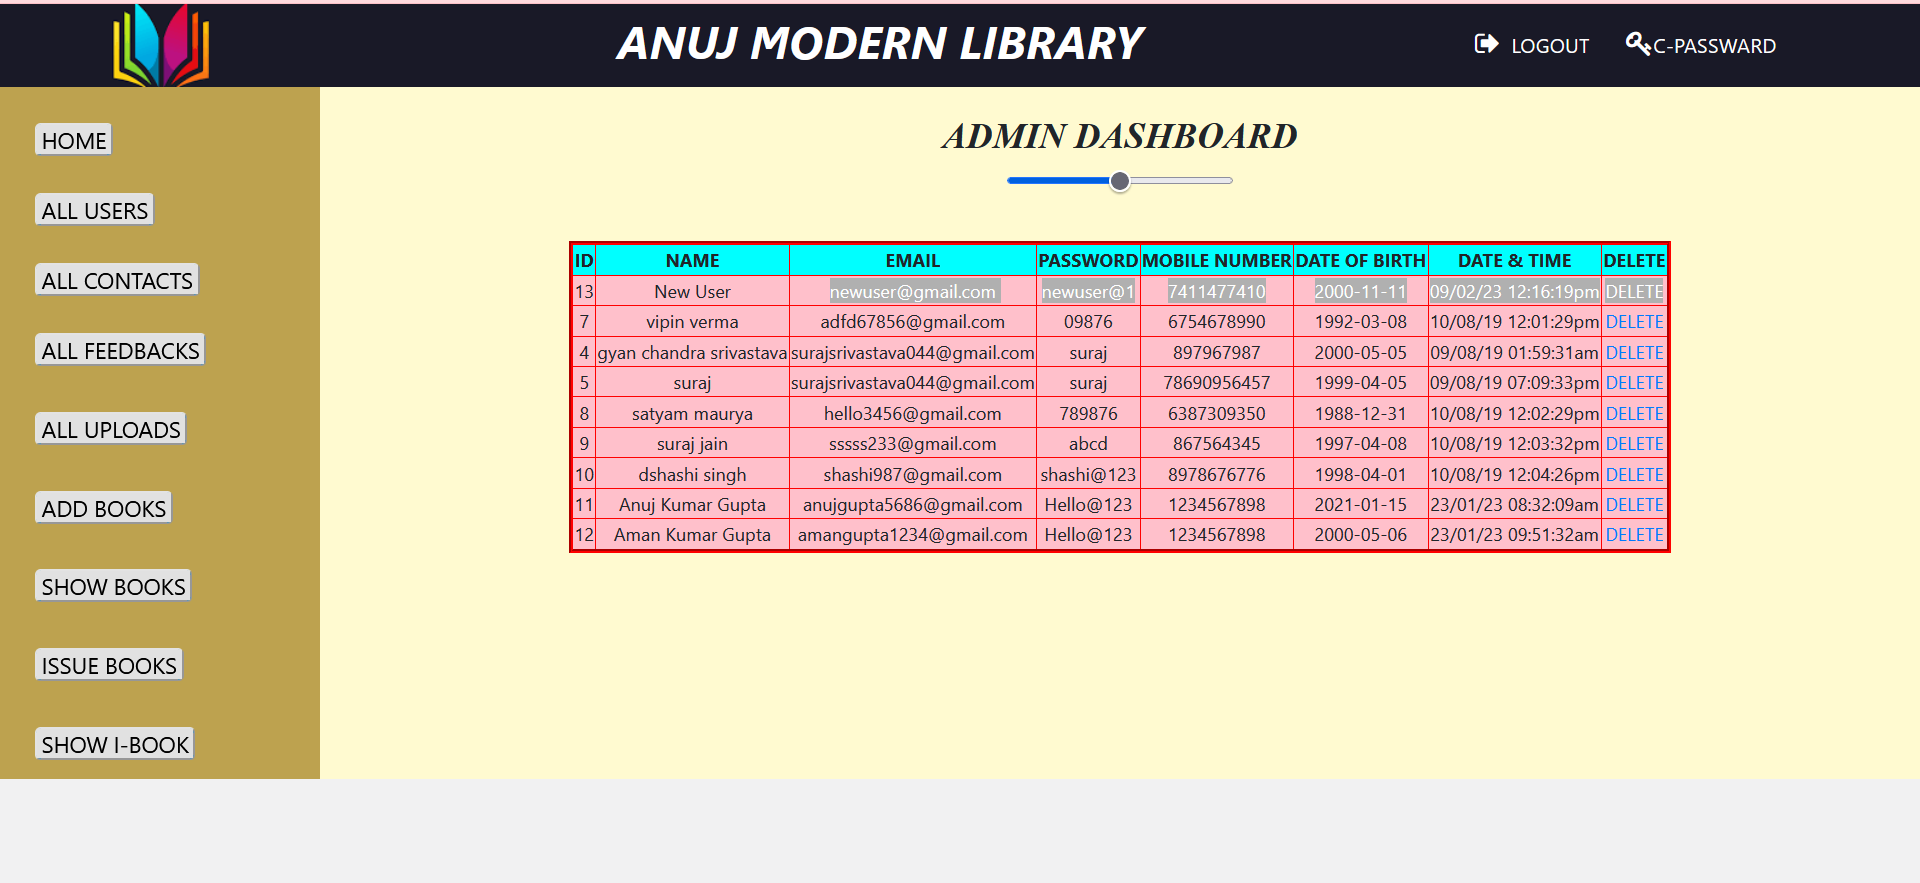 ANUJ MODERN LIBRARY
LOGOUT
C-PASSWARD
HOME
ALL USERS
ALL CONTACTS
ALL FEEDBACKS
ALL UPLOADS
ADD BOOKS
SHOW BOOKS
ISSUE BOOKS
SHOW I-BOOK
ADMIN DASHBOARD
ID NAME EMAIL PASSWORD MOBILE NUMBER DATE OF BIRTH DATE & TIME DELETE
13 New User newuser@gmail.com newuser@1 7411477410 2000-11-11 09/02/23 12:16:19pm DELETE
7 vipin verma adfd67856@gmail.com 09876 6754678990 1992-03-08 10/08/19 12:01:29pm DELETE
4 gyan chandra srivastava surajsrivastava044@gmail.com suraj 897967987 2000-05-05 09/08/19 01:59:31am DELETE
5 suraj surajsrivastava044@gmail.com suraj 78690956457 1999-04-05 09/08/19 07:09:33pm DELETE
8 satyam maurya hello3456@gmail.com 789876 6387309350 1988-12-31 10/08/19 12:02:29pm DELETE
9 suraj jain sssss233@gmail.com abcd 867564345 1997-04-08 10/08/19 12:03:32pm DELETE
10 dshashi singh shashi987@gmail.com shashi@123 8978676776 1998-04-01 10/08/19 12:04:26pm DELETE
11 Anuj Kumar Gupta anujgupta5686@gmail.com Hello@123 1234567898 2021-01-15 23/01/23 08:32:09am DELETE
12 Aman Kumar Gupta amangupta1234@gmail.com Hello@123 1234567898 2000-05-06 23/01/23 09:51:32am DELETE